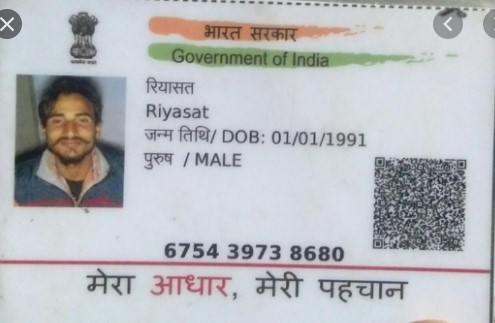 भारत सरकार
Government of India
रियासत
Riyasat
जन्म तिथि/ DOB: 01/01/1991
पुरुष / MALE
6754 3973 8680
मेरा आधार, मेरी पहचान